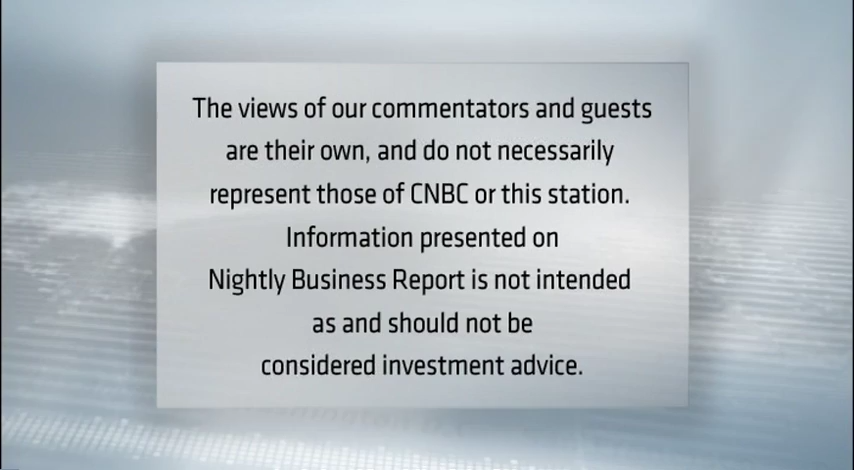 The views of our commentators and guests
are their own, and do not necessarily
represent those of CNBC or this station.
Information presented on
Nightly Business Report is not intended
as and should not be
considered investment advice.